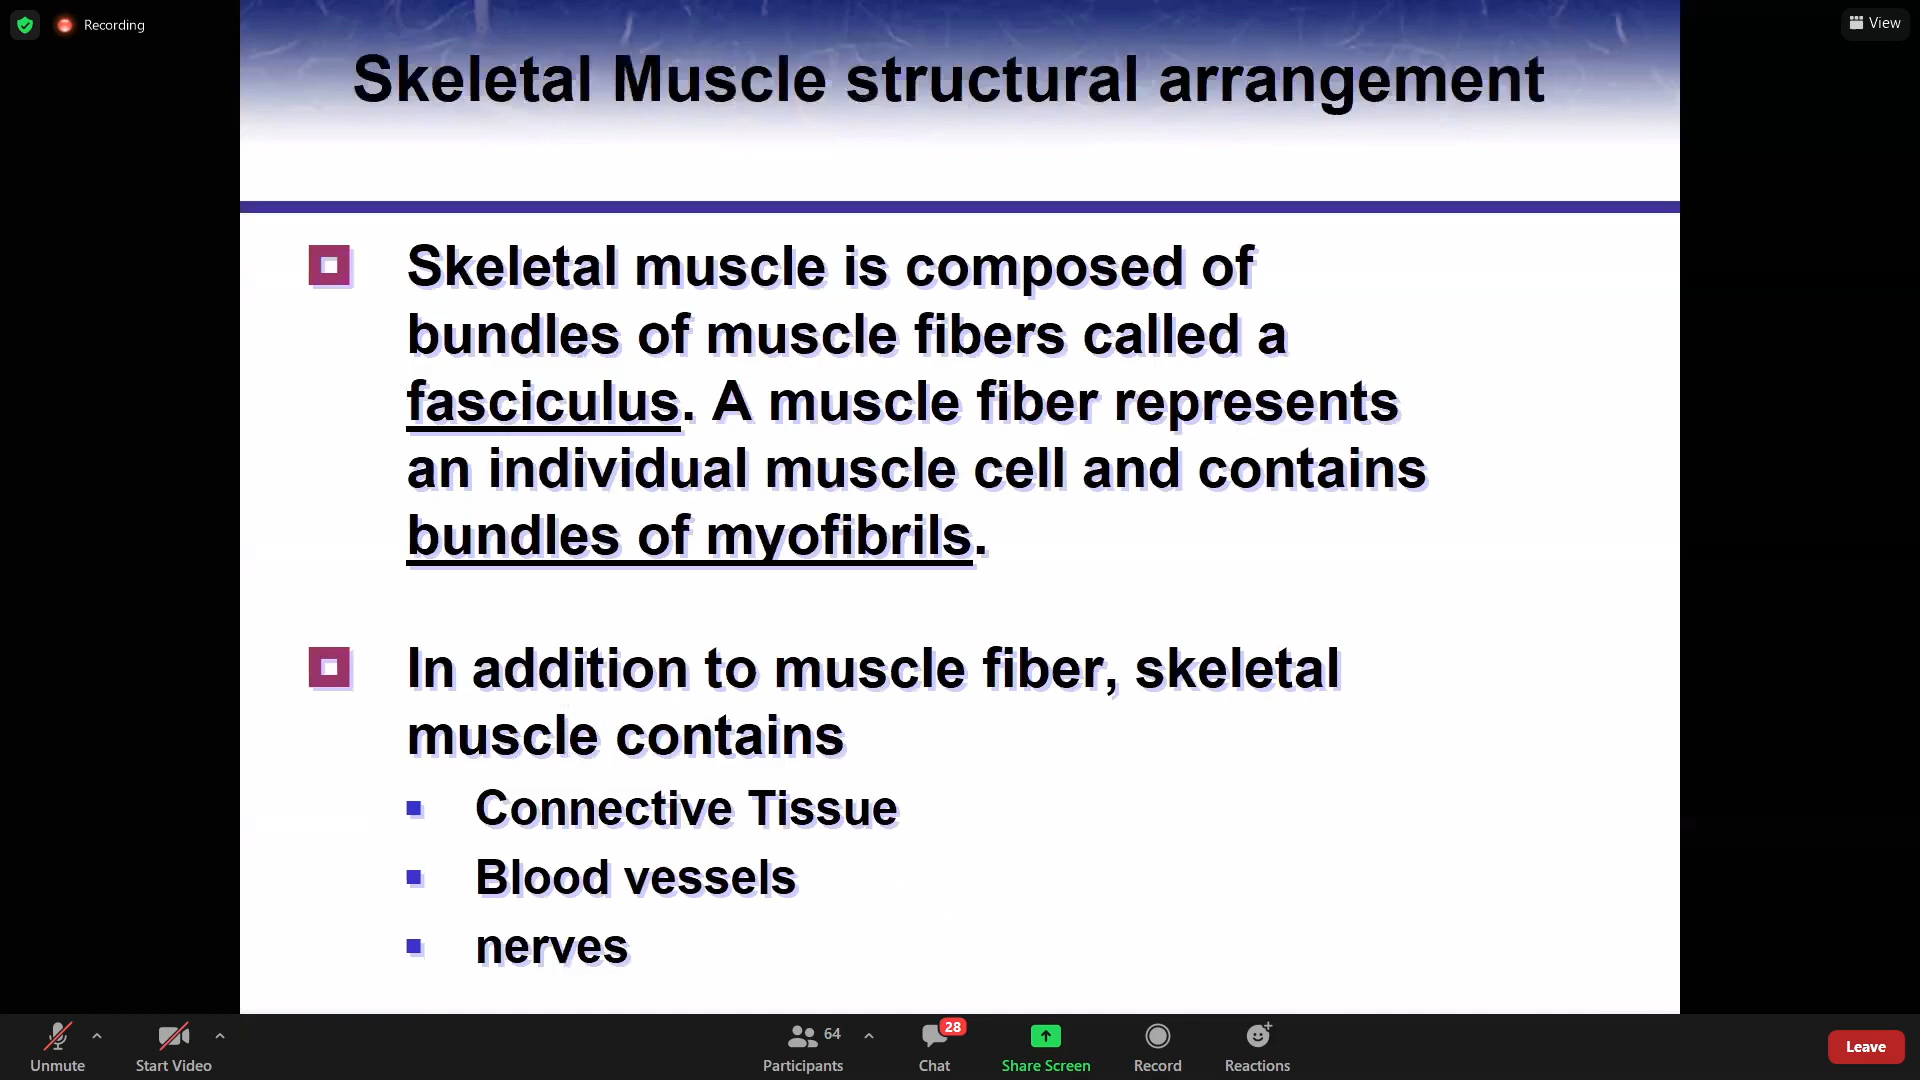 Recording
View
Skeletal Muscle structural arrangement
Skeletal muscle is composed of
bundles of muscle fibers called a
fasciculus. A muscle fiber represents
an individual muscle cell and contains
bundles of myofibrils.
In addition to muscle fiber, skeletal
muscle contains
Connective Tissue
Blood vessels
nerves
64
28
Unmute
Start Video
Participants
Chat
Share Screen
Record
Reactions
Leave